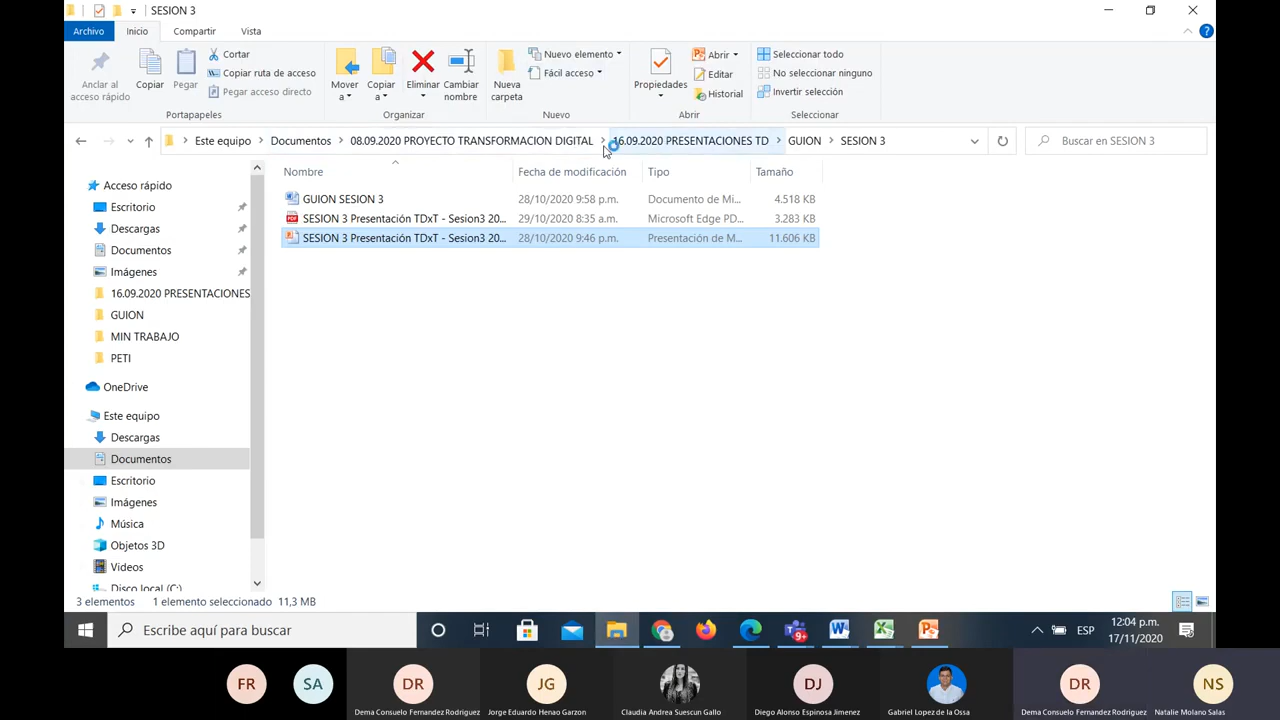 SESION 3
Archivo Inicio Compartir Vista
Anclar al acceso rápido
Copiar
Pegar
Cortar
Copiar ruta de acceso
Pegar acceso directo
Portapapeles
Mover a
Copiar a
Eliminar
Cambiar nombre
Organizar
Nueva carpeta
Nuevo elemento
Fácil acceso
Nuevo
Propiedades
Abrir
Editar
Historial
Abrir
Seleccionar todo
No seleccionar ninguno
Invertir selección
Seleccionar
Este equipo > Documentos > 08.09.2020 PROYECTO TRANSFORMACION DIGITAL > 16.09.2020 PRESENTACIONES TD > GUION > SESION 3
Buscar en SESION 3
Nombre Fecha de modificación Tipo Tamaño
GUION SESION 3 28/10/2020 9:58 p.m. Documento de Mi... 4.518 KB
SESION 3 Presentación TDxT - Sesion3 20... 29/10/2020 8:35 a.m. Microsoft Edge PD... 3.283 KB
SESION 3 Presentación TDxT - Sesion3 20... 28/10/2020 9:46 p.m. Presentación de M... 11.606 KB
Acceso rápido
Escritorio
Descargas
Documentos
Imágenes
16.09.2020 PRESENTACIONES
GUION
MIN TRABAJO
PETI
OneDrive
Este equipo
Descargas
Documentos
Escritorio
Imágenes
Música
Objetos 3D
Videos
Disco local (C:)
3 elementos 1 elemento seleccionado 11,3 MB
Escribe aquí para buscar
9+
ESP
12:04 p.m.
17/11/2020
FR SA DR JG DJ DR NS
Dema Consuelo Fernandez Rodriguez
Jorge Eduardo Henao Garzon
Claudia Andrea Suescun Gallo
Diego Alonso Espinosa Jimenez
Gabriel Lopez de la Ossa
Dema Consuelo Fernandez Rodriguez
Natalie Molano Salas